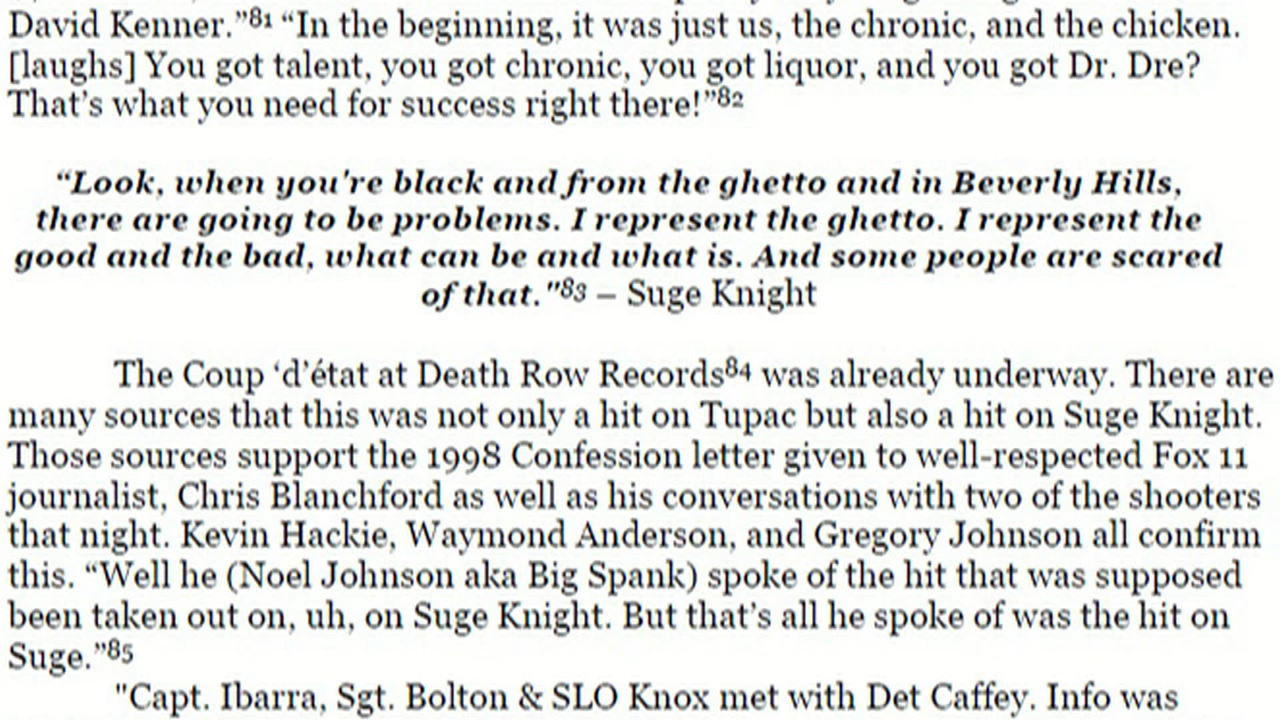 David Kenner.”81 “In the beginning, it was just us, the chronic, and the chicken.
[laughs] You got talent, you got chronic, you got liquor, and you got Dr. Dre?
That’s what you need for success right there!”82
“Look, when you're black and from the ghetto and in Beverly Hills,
there are going to be problems. I represent the ghetto. I represent the
good and the bad, what can be and what is. And some people are scared
of that."83 – Suge Knight
The Coup ‘d’état at Death Row Records84 was already underway. There are
many sources that this was not only a hit on Tupac but also a hit on Suge Knight.
Those sources support the 1998 Confession letter given to well-respected Fox 11
journalist, Chris Blanchford as well as his conversations with two of the shooters
that night. Kevin Hackie, Waymond Anderson, and Gregory Johnson all confirm
this. “Well he (Noel Johnson aka Big Spank) spoke of the hit that was supposed
been taken out on, uh, on Suge Knight. But that’s all he spoke of was the hit on
Suge.”85
"Capt. Ibarra, Sgt. Bolton & SLO Knox met with Det Caffey. Info was